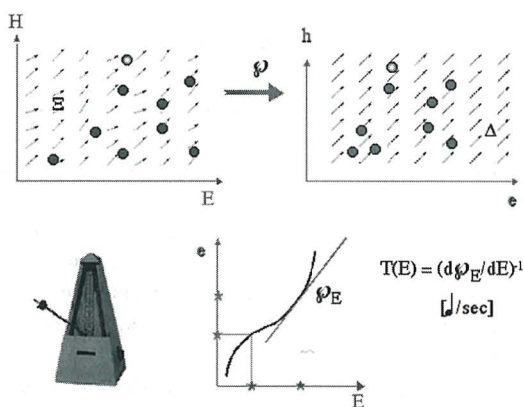 H
h
℘
Ξ
Δ
E
e
e
℘E
T(E) = (d℘E/dE)-1
[♩/sec]
E